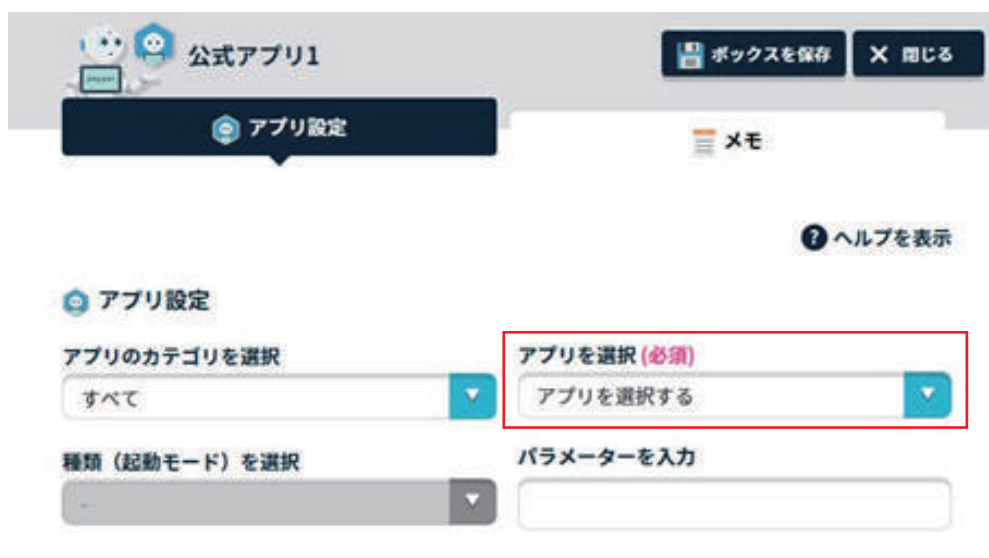 公式アプリ1
ボックスを保存
× 閉じる
アプリ設定
メモ
? ヘルプを表示
アプリ設定
アプリのカテゴリを選択
すべて
アプリを選択 (必須)
アプリを選択する
種類（起動モード）を選択
-
パラメーターを入力